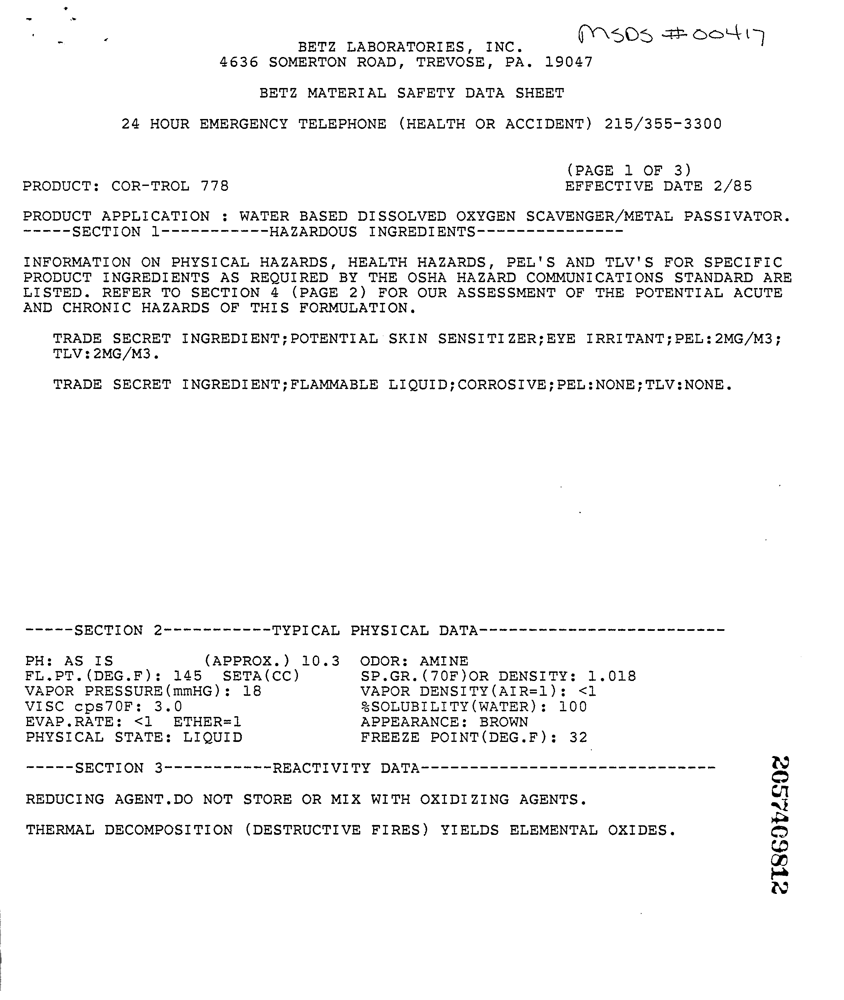 MSDS #00417
BETZ LABORATORIES, INC.
4636 SOMERTON ROAD, TREVOSE, PA. 19047
BETZ MATERIAL SAFETY DATA SHEET
24 HOUR EMERGENCY TELEPHONE (HEALTH OR ACCIDENT) 215/355-3300
(PAGE 1 OF 3)
PRODUCT: COR-TROL 778 EFFECTIVE DATE 2/85
PRODUCT APPLICATION : WATER BASED DISSOLVED OXYGEN SCAVENGER/METAL PASSIVATOR.
-----SECTION 1-----------HAZARDOUS INGREDIENTS---------------
INFORMATION ON PHYSICAL HAZARDS, HEALTH HAZARDS, PEL'S AND TLV'S FOR SPECIFIC
PRODUCT INGREDIENTS AS REQUIRED BY THE OSHA HAZARD COMMUNICATIONS STANDARD ARE
LISTED. REFER TO SECTION 4 (PAGE 2) FOR OUR ASSESSMENT OF THE POTENTIAL ACUTE
AND CHRONIC HAZARDS OF THIS FORMULATION.
TRADE SECRET INGREDIENT;POTENTIAL SKIN SENSITIZER;EYE IRRITANT;PEL:2MG/M3;
TLV:2MG/M3.
TRADE SECRET INGREDIENT;FLAMMABLE LIQUID;CORROSIVE;PEL:NONE;TLV:NONE.
-----SECTION 2-----------TYPICAL PHYSICAL DATA-------------------------
PH: AS IS (APPROX.) 10.3 ODOR: AMINE
FL.PT.(DEG.F): 145 SETA(CC) SP.GR.(70F)OR DENSITY: 1.018
VAPOR PRESSURE(mmHG): 18 VAPOR DENSITY(AIR=1): <1
VISC cps70F: 3.0 %SOLUBILITY(WATER): 100
EVAP.RATE: <1 ETHER=1 APPEARANCE: BROWN
PHYSICAL STATE: LIQUID FREEZE POINT(DEG.F): 32
-----SECTION 3-----------REACTIVITY DATA------------------------------
REDUCING AGENT.DO NOT STORE OR MIX WITH OXIDIZING AGENTS.
THERMAL DECOMPOSITION (DESTRUCTIVE FIRES) YIELDS ELEMENTAL OXIDES.
2057409812